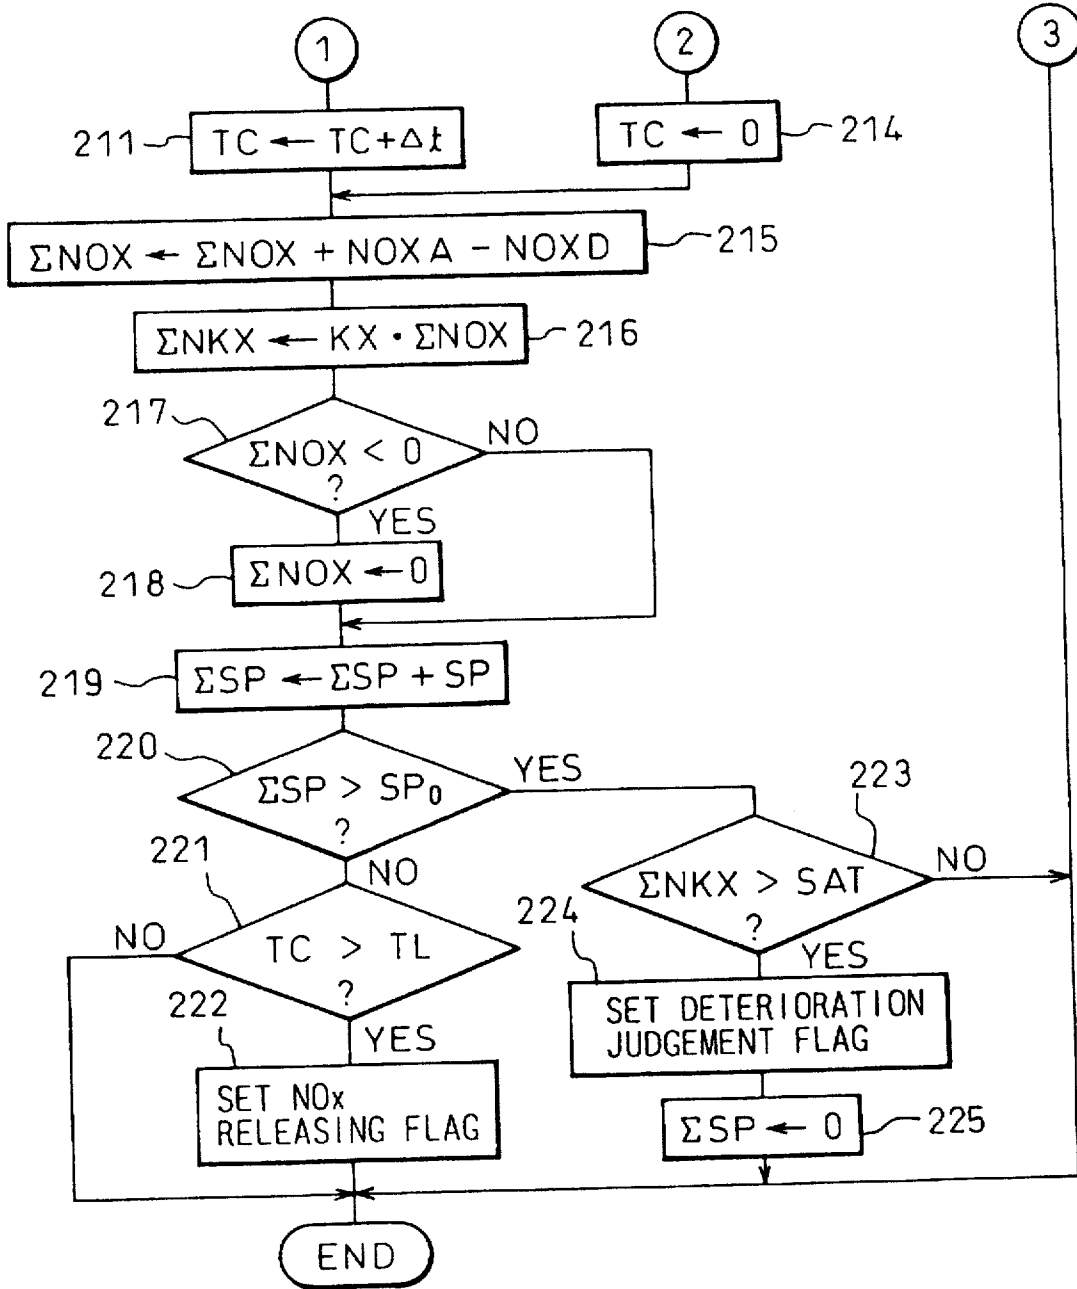 1
2
3
211
TC ← TC+Δt
TC ← 0
214
ΣNOX ← ΣNOX + NOXA - NOXD
215
ΣNKX ← KX · ΣNOX
216
217
ΣNOX < 0
?
NO
YES
218
ΣNOX ← 0
219
ΣSP ← ΣSP + SP
220
ΣSP > SP₀
?
YES
NO
223
ΣNKX > SAT
?
NO
YES
221
TC > TL
?
NO
YES
224
SET DETERIORATION
JUDGEMENT FLAG
222
SET NOx
RELEASING FLAG
ΣSP ← 0
225
END